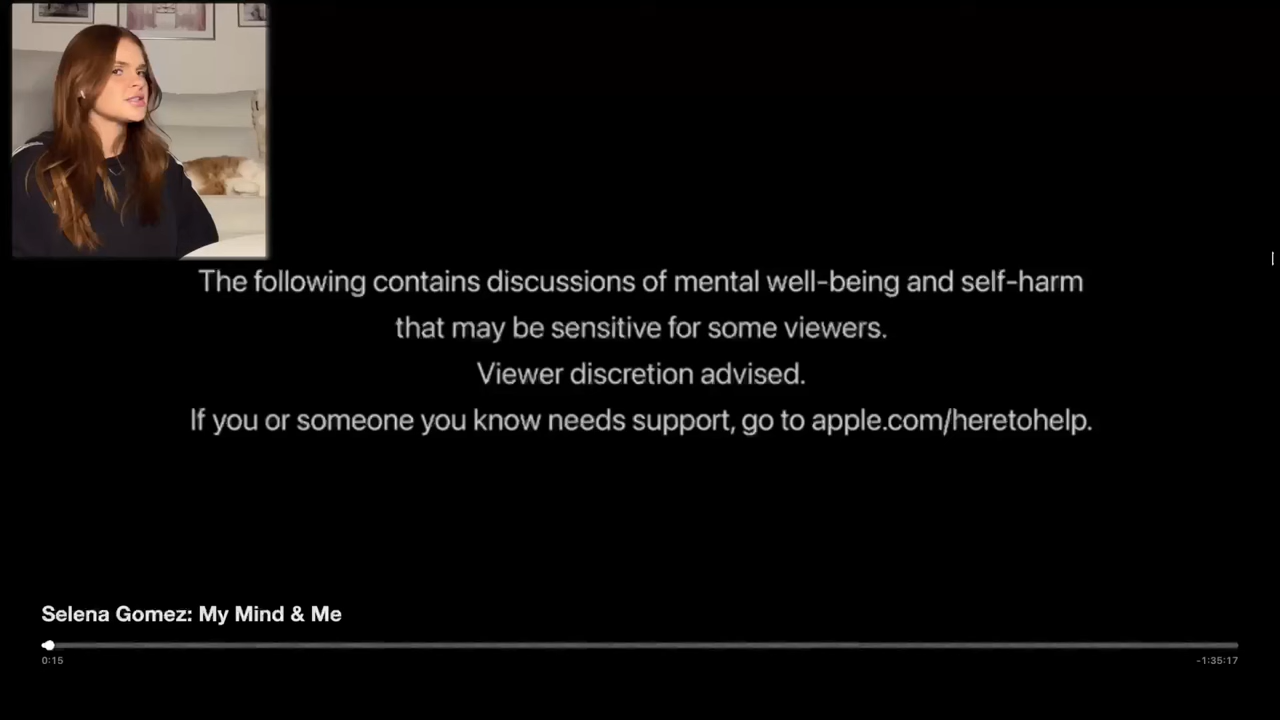 The following contains discussions of mental well-being and self-harm
that may be sensitive for some viewers.
Viewer discretion advised.
If you or someone you know needs support, go to apple.com/heretohelp.
Selena Gomez: My Mind & Me
0:15
-1:35:17